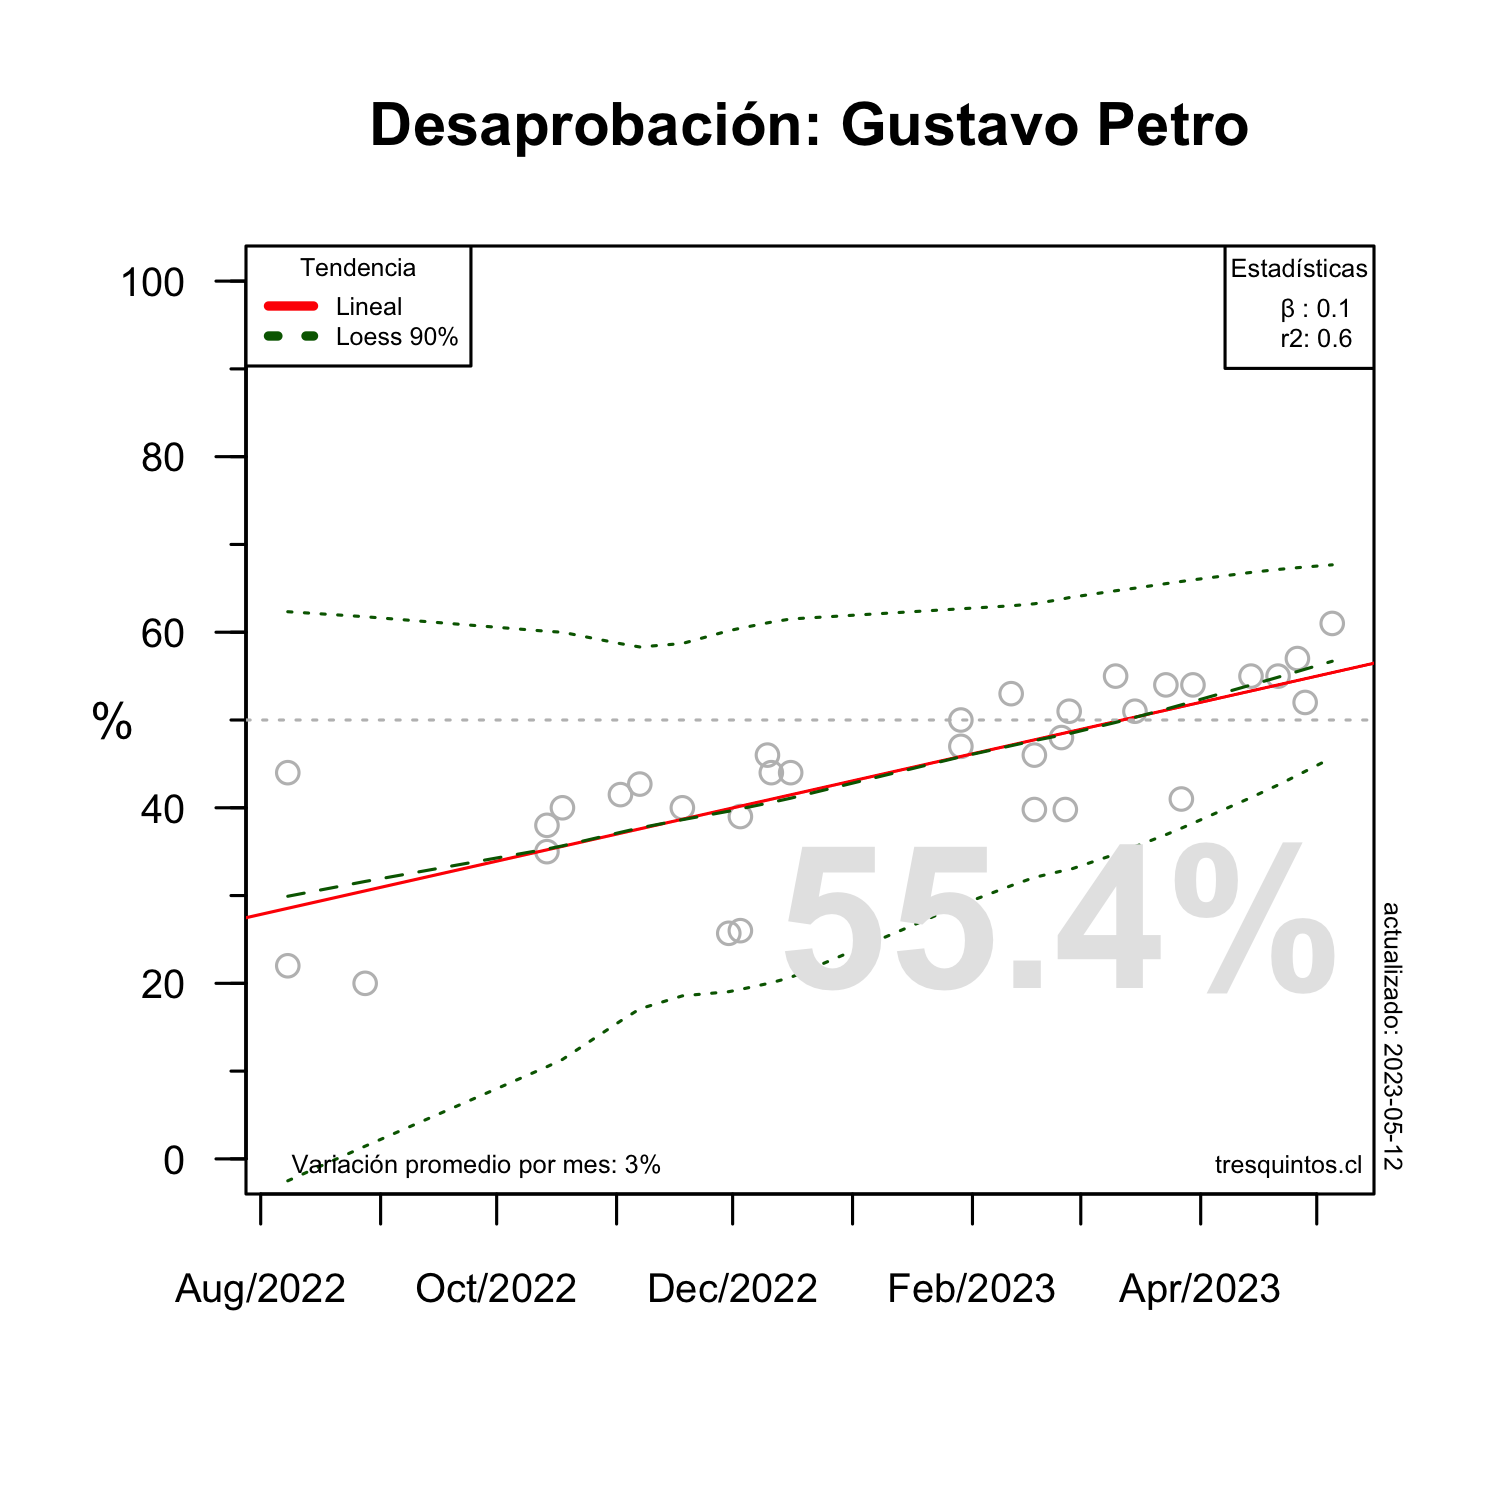 Desaprobación: Gustavo Petro
Tendencia
Lineal
Loess 90%
Estadísticas
β : 0.1
r2: 0.6
100
80
60
%
40
20
0
55.4%
Variación promedio por mes: 3%
tresquintos.cl
actualizado: 2023-05-12
Aug/2022
Oct/2022
Dec/2022
Feb/2023
Apr/2023